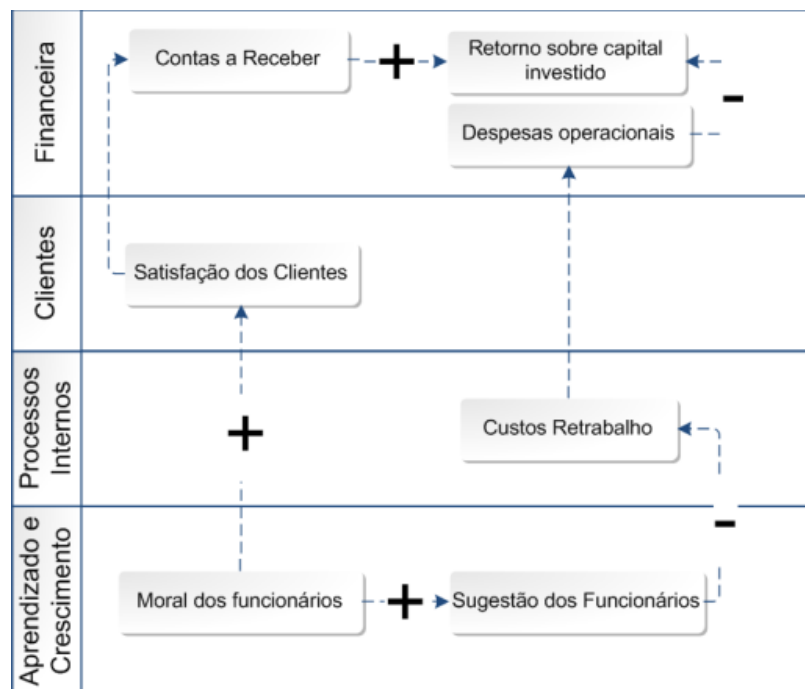 Financeira
Contas a Receber
+
Retorno sobre capital
investido
-
Despesas operacionais
Clientes
Satisfação dos Clientes
Processos
Internos
+
Custos Retrabalho
-
Aprendizado e
Crescimento
Moral dos funcionários
+
Sugestão dos Funcionários